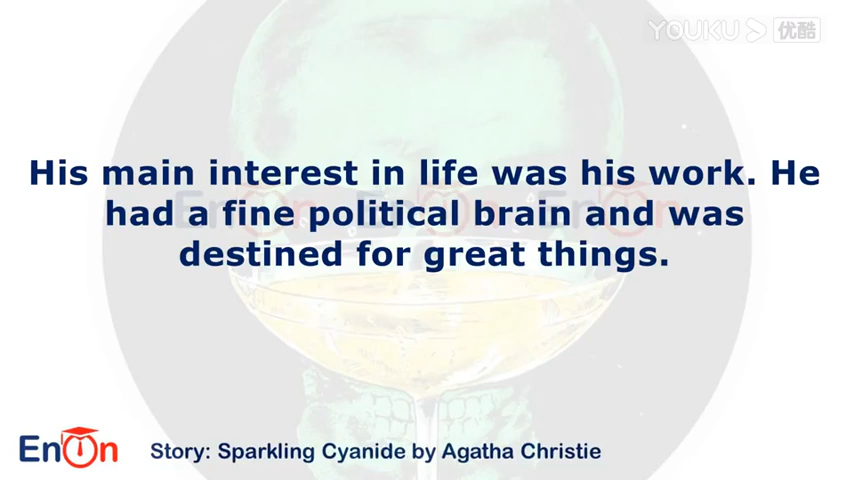 YOUKU 优酷
His main interest in life was his work. He
had a fine political brain and was
destined for great things.
EnOn
Story: Sparkling Cyanide by Agatha Christie